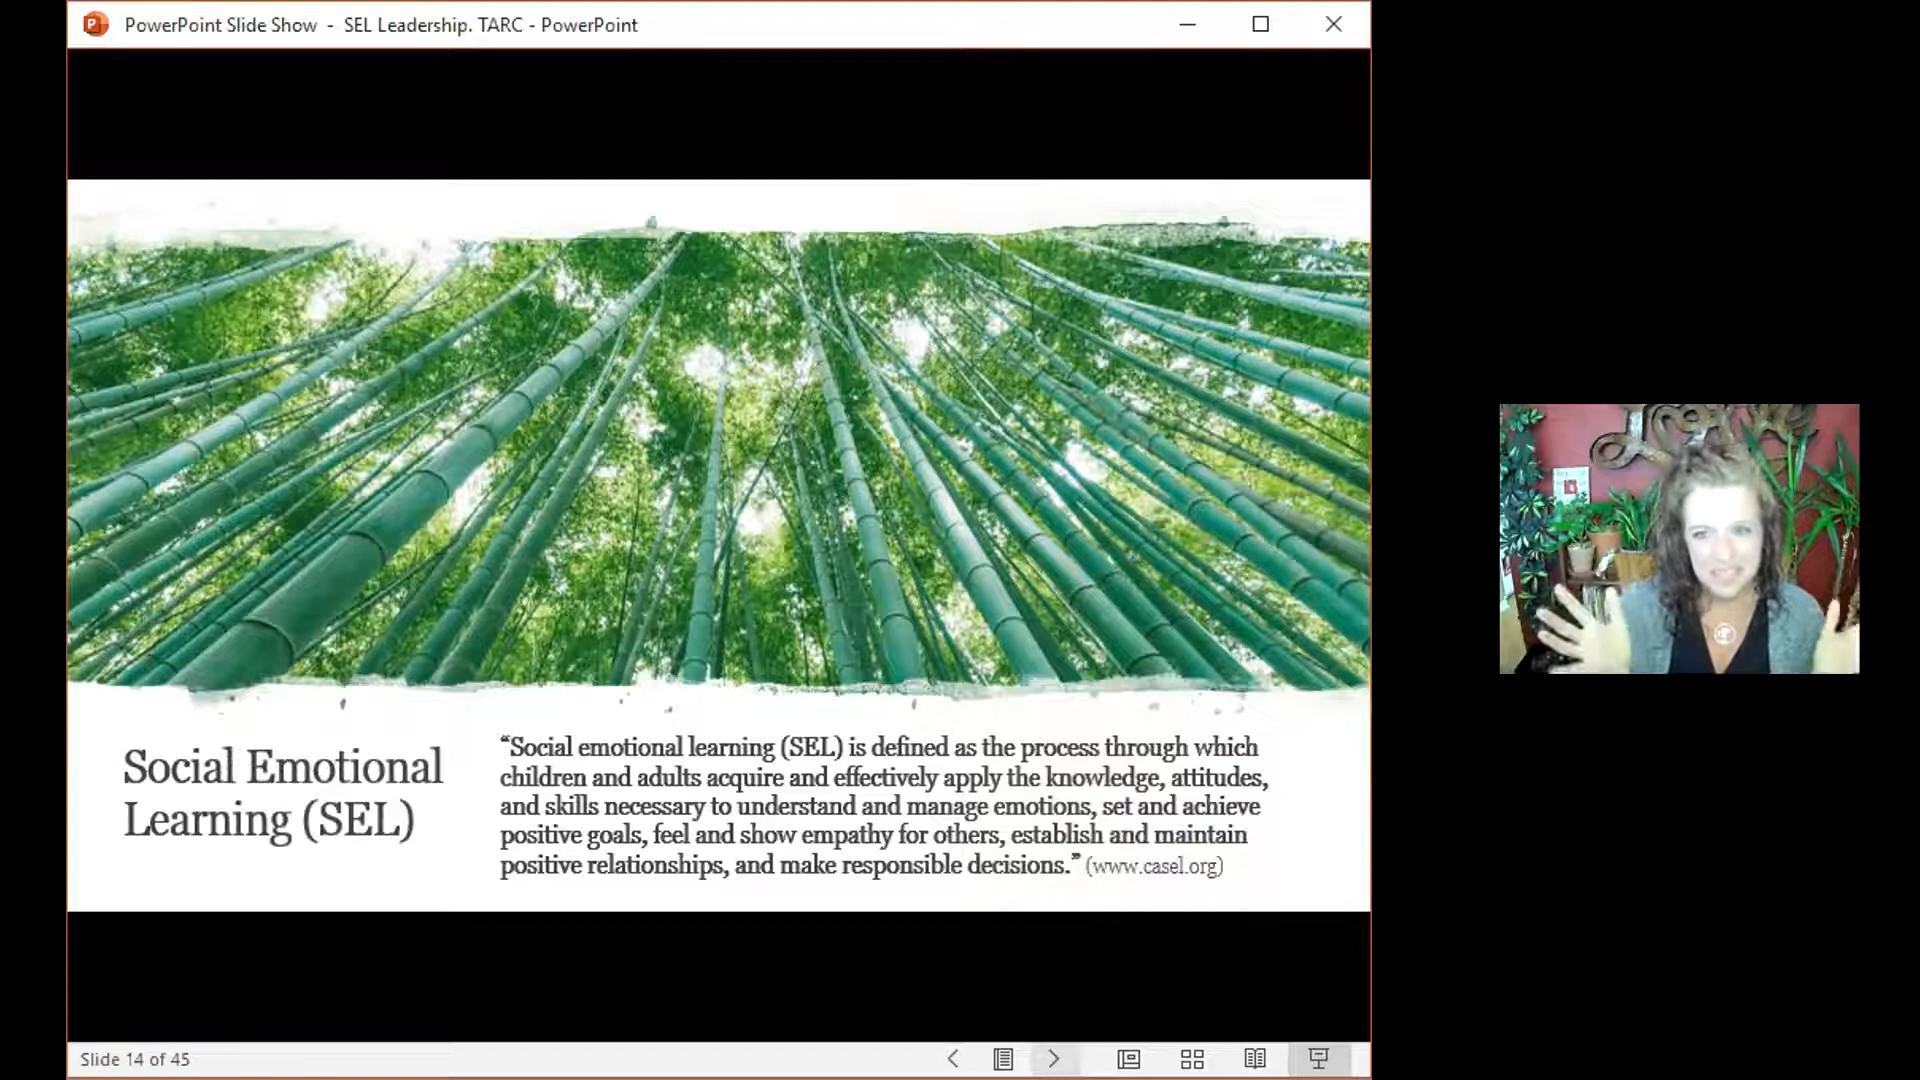 PowerPoint Slide Show - SEL Leadership. TARC - PowerPoint
Social Emotional
Learning (SEL)
“Social emotional learning (SEL) is defined as the process through which
children and adults acquire and effectively apply the knowledge, attitudes,
and skills necessary to understand and manage emotions, set and achieve
positive goals, feel and show empathy for others, establish and maintain
positive relationships, and make responsible decisions.” (www.casel.org)
Slide 14 of 45